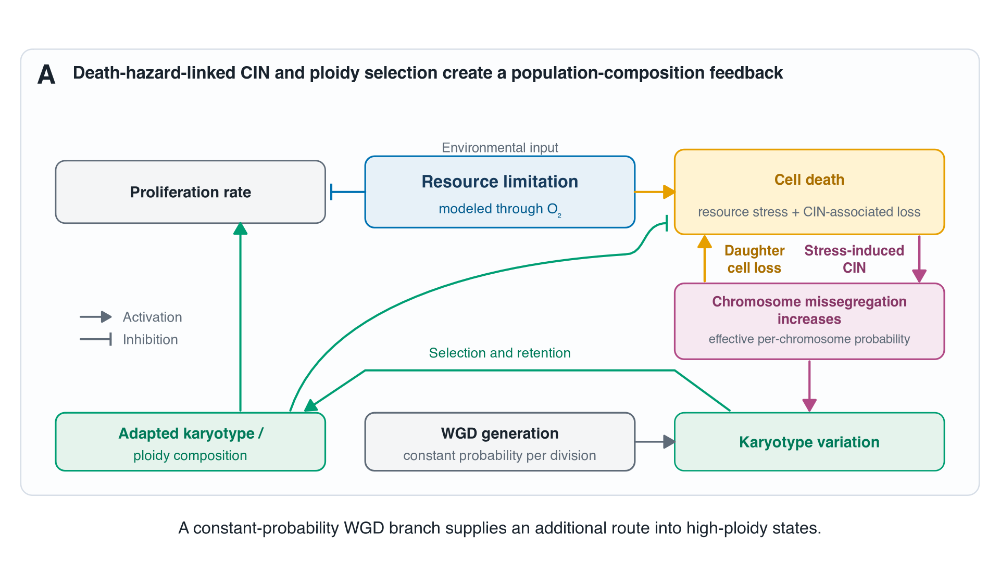 A Death-hazard-linked CIN and ploidy selection create a population-composition feedback
Environmental input
Proliferation rate
Resource limitation
modeled through O₂
Cell death
resource stress + CIN-associated loss
Daughter
cell loss
Stress-induced
CIN
Chromosome missegregation
increases
effective per-chromosome probability
Activation
Inhibition
Selection and retention
Adapted karyotype /
ploidy composition
WGD generation
constant probability per division
Karyotype variation
A constant-probability WGD branch supplies an additional route into high-ploidy states.